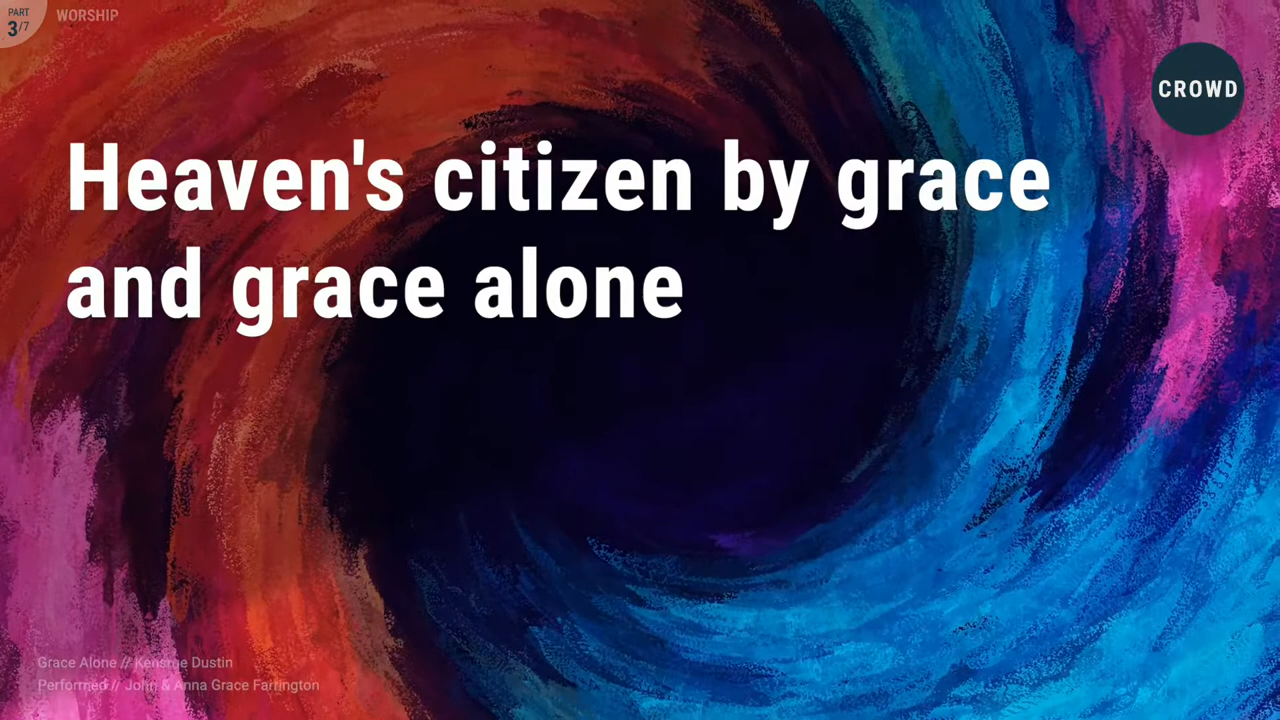 PART
3/7
WORSHIP
CROWD
Heaven's citizen by grace
and grace alone
Grace Alone // Kensrue Dustin
Performed // John & Anna Grace Farrington